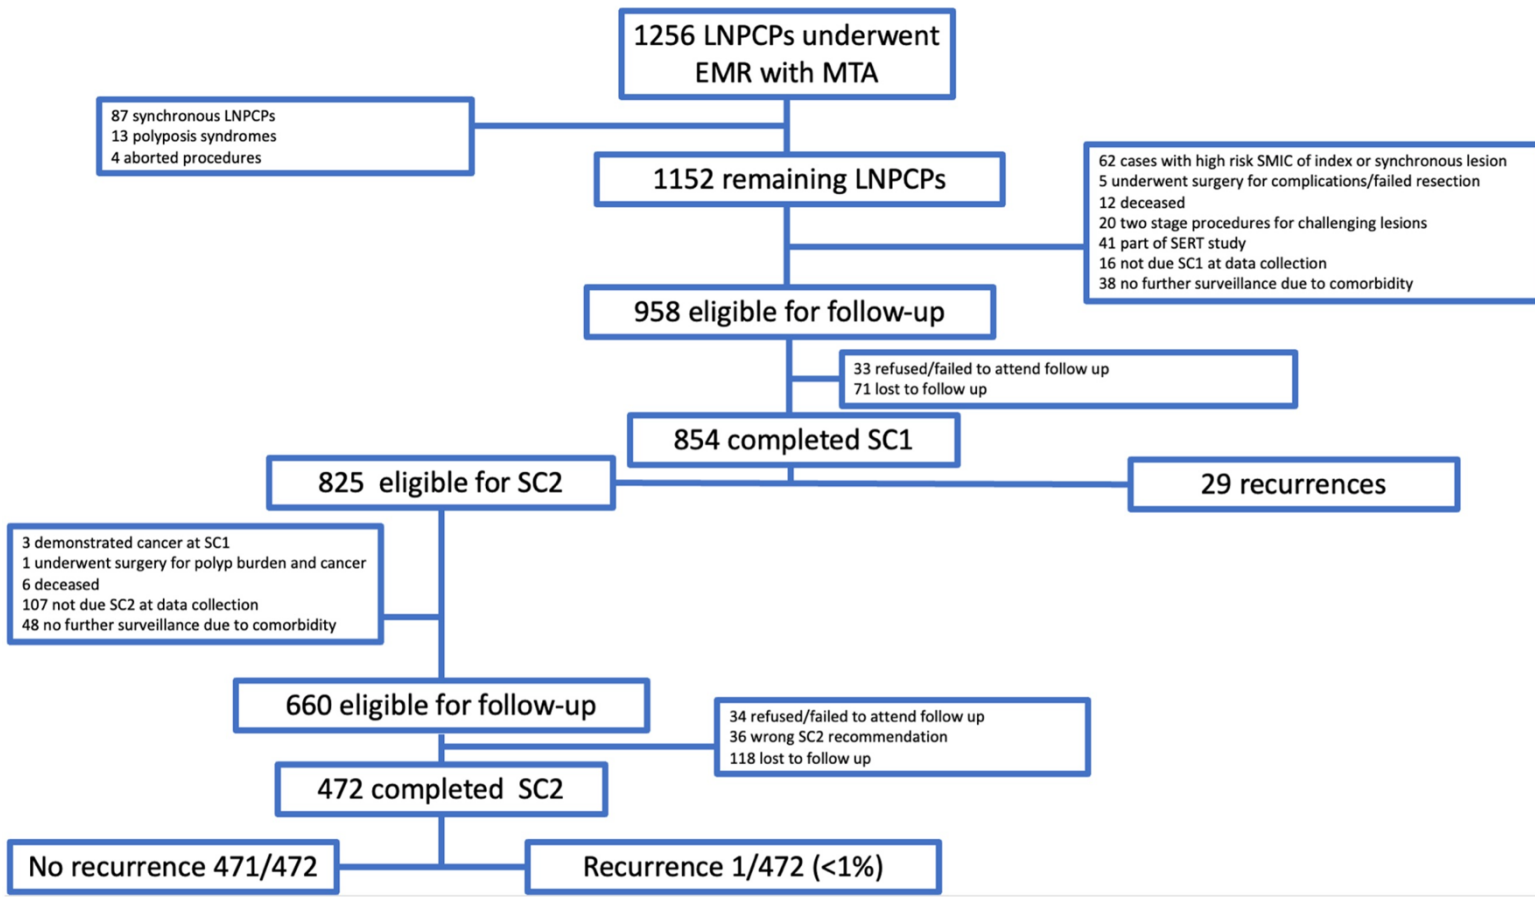 1256 LNPCPs underwent
EMR with MTA
87 synchronous LNPCPs
13 polyposis syndromes
4 aborted procedures
1152 remaining LNPCPs
62 cases with high risk SMIC of index or synchronous lesion
5 underwent surgery for complications/failed resection
12 deceased
20 two stage procedures for challenging lesions
41 part of SERT study
16 not due SC1 at data collection
38 no further surveillance due to comorbidity
958 eligible for follow-up
33 refused/failed to attend follow up
71 lost to follow up
854 completed SC1
825 eligible for SC2
29 recurrences
3 demonstrated cancer at SC1
1 underwent surgery for polyp burden and cancer
6 deceased
107 not due SC2 at data collection
48 no further surveillance due to comorbidity
660 eligible for follow-up
34 refused/failed to attend follow up
36 wrong SC2 recommendation
118 lost to follow up
472 completed SC2
No recurrence 471/472
Recurrence 1/472 (<1%)